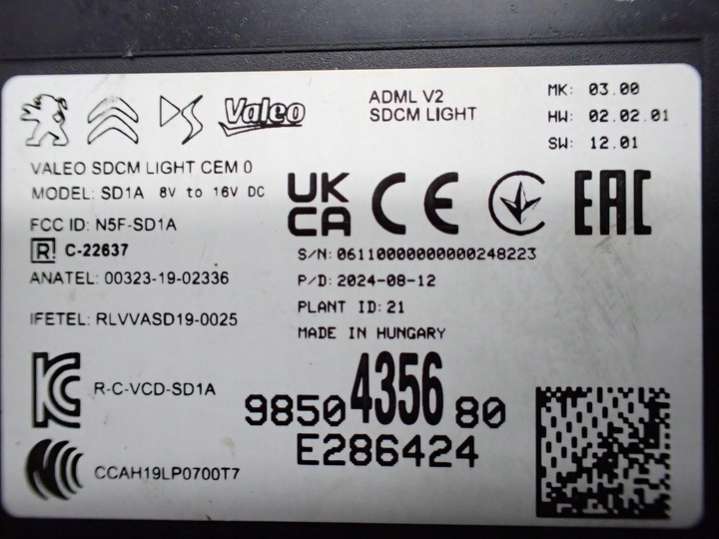 Valeo
ADML V2
SDCM LIGHT
MK: 03.00
HW: 02.02.01
SW: 12.01
VALEO SDCM LIGHT CEM 0
MODEL: SD1A 8V to 16V DC
FCC ID: N5F-SD1A
R C-22637
ANATEL: 00323-19-02336
IFETEL: RLVVASD19-0025
UK
CA CE EAC
S/N: 06110000000000248223
P/D: 2024-08-12
PLANT ID: 21
MADE IN HUNGARY
R-C-VCD-SD1A
98504356 80
E286424
CCAH19LP0700T7